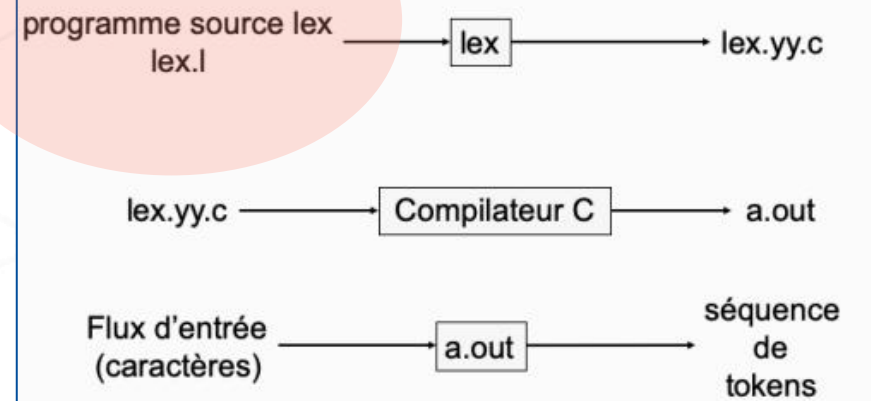 programme source lex
lex.l
lex
lex.yy.c
lex.yy.c
Compilateur C
a.out
Flux d'entrée
(caractères)
a.out
séquence
de
tokens